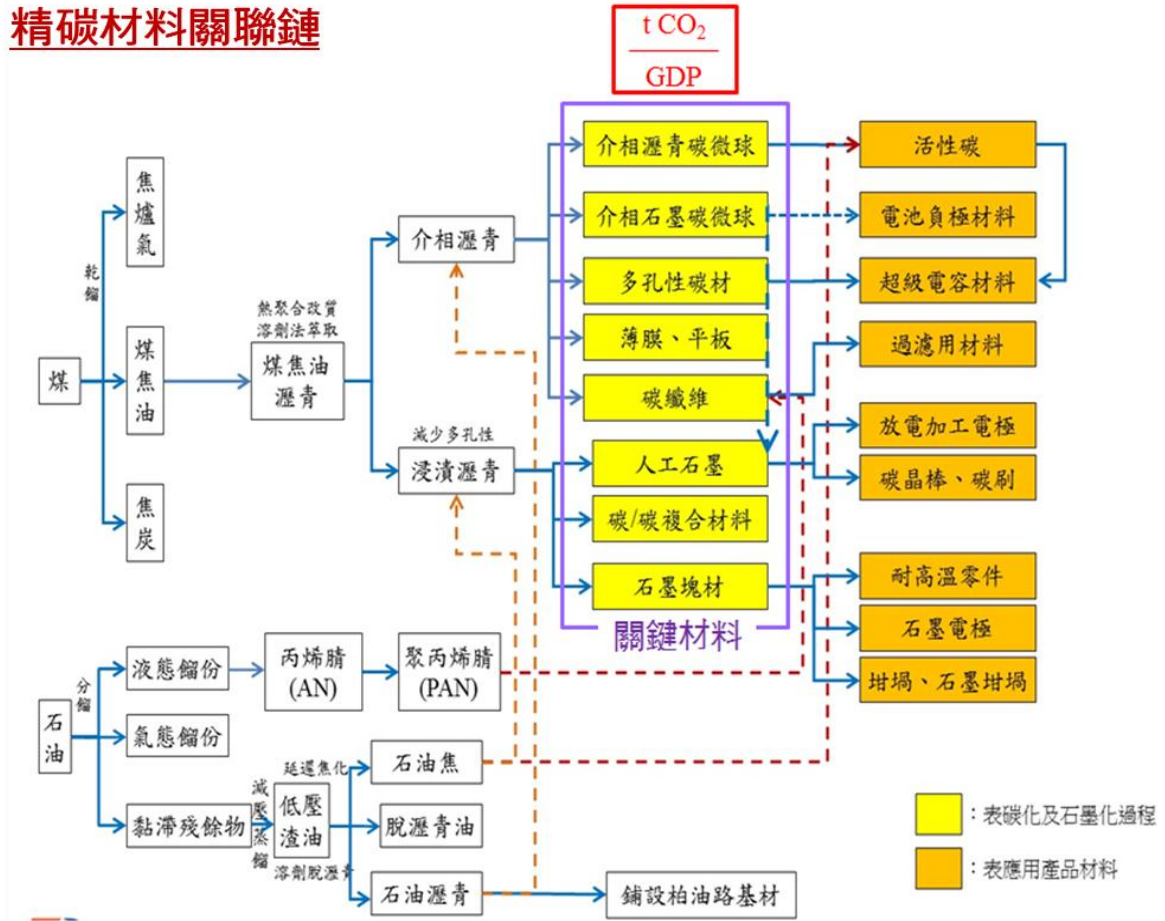 精碳材料關聯鏈
t CO₂
GDP
介相瀝青碳微球
活性碳
焦爐氣
介相石墨碳微球
電池負極材料
介相瀝青
乾餾
多孔性碳材
超級電容材料
熱聚合改質
溶劑法萃取
薄膜、平板
過濾用材料
煤
煤焦油
煤焦油
瀝青
碳纖維
放電加工電極
減少多孔性
浸漬瀝青
人工石墨
碳晶棒、碳刷
焦炭
碳/碳複合材料
耐高溫零件
石墨塊材
關鍵材料
石墨電極
液態餾份
丙烯腈
(AN)
聚丙烯腈
(PAN)
坩堝、石墨坩堝
分餾
石油
氣態餾份
延遲焦化
石油焦
減壓蒸餾
黏滯殘餘物
低壓
渣油
脫瀝青油
：表碳化及石墨化過程
溶劑脫瀝青
石油瀝青
鋪設柏油路基材
：表應用產品材料